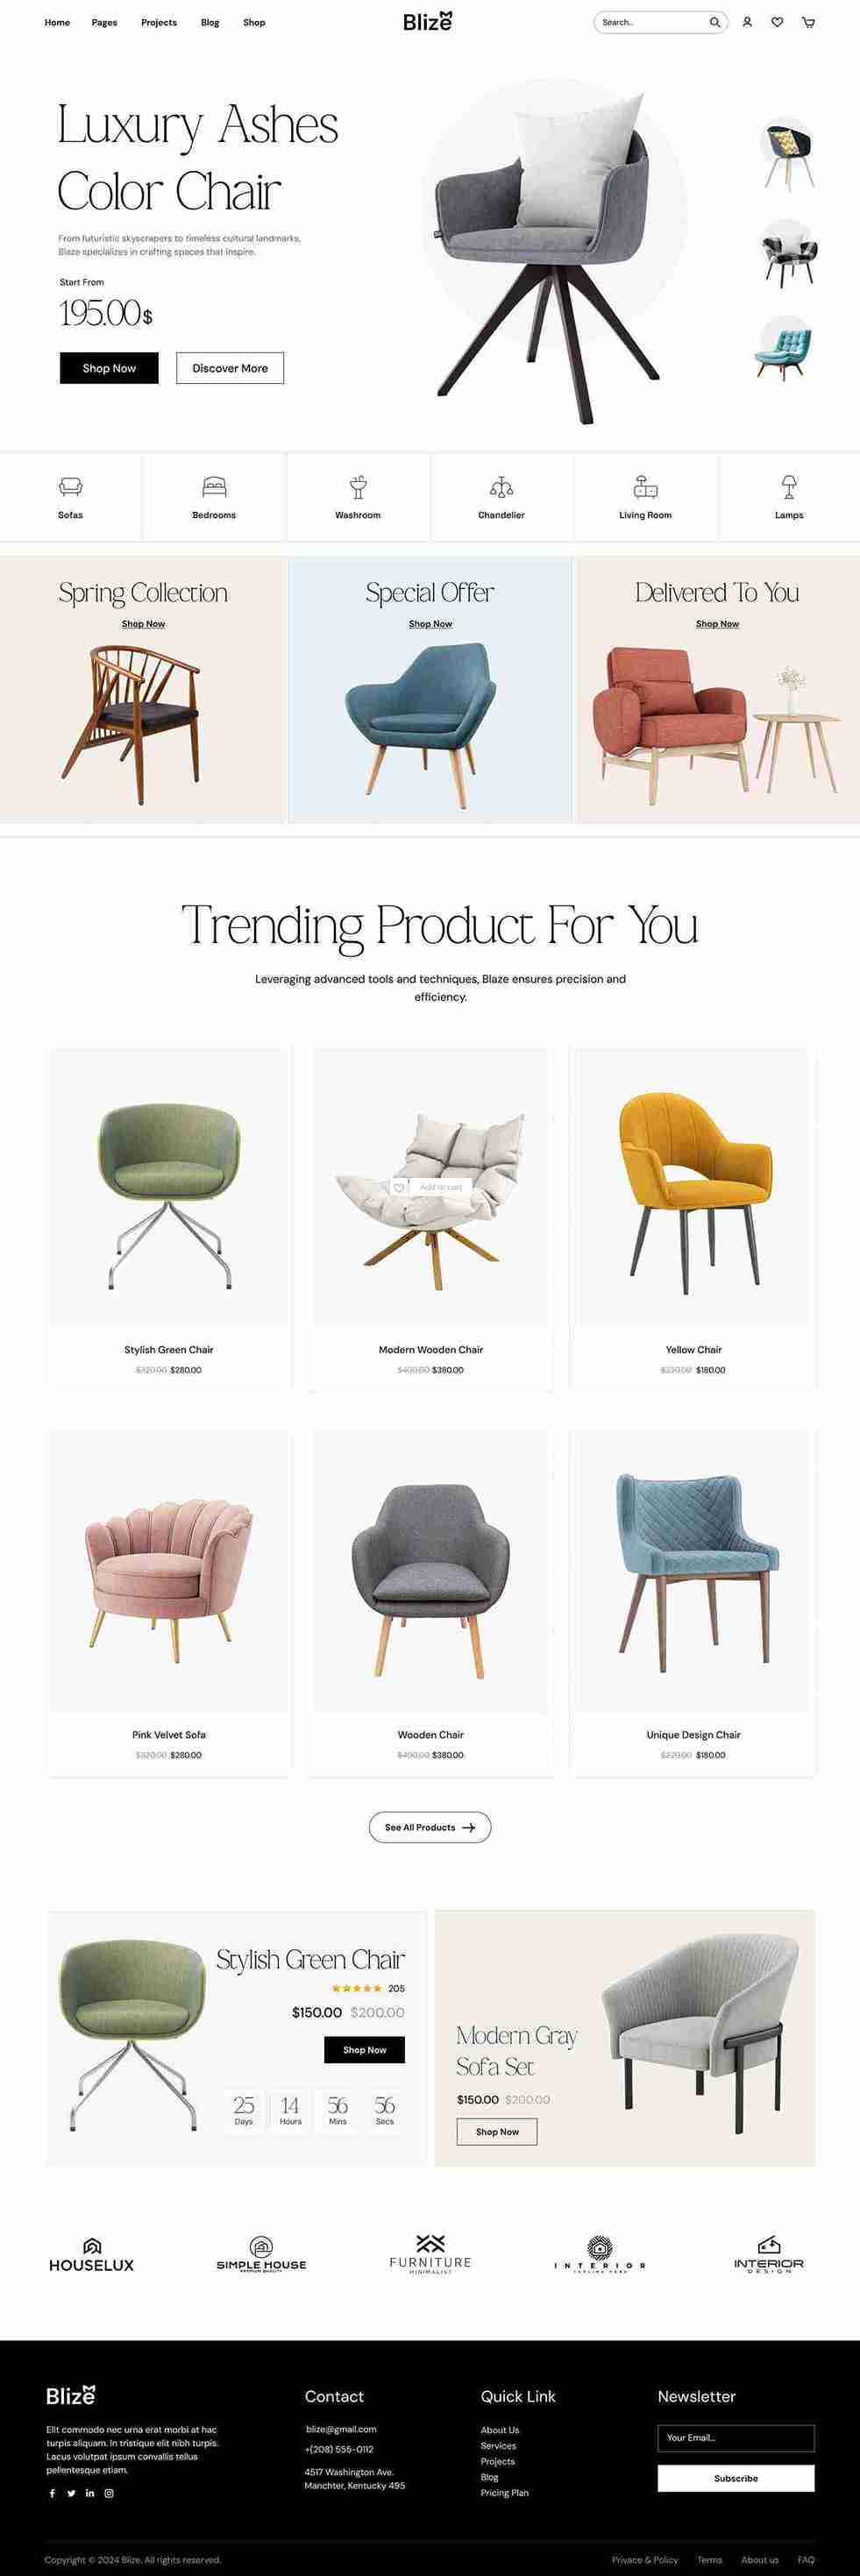 Home Pages Projects Blog Shop
Blize
Search...
Luxury Ashes
Color Chair
From futuristic skyscrapers to timeless cultural landmarks,
Blaze specializes in crafting spaces that inspire.
Start From
195.00$
Shop Now
Discover More
Sofas
Bedrooms
Washroom
Chandelier
Living Room
Lamps
Spring Collection
Shop Now
Special Offer
Shop Now
Delivered To You
Shop Now
Trending Product For You
Leveraging advanced tools and techniques, Blaze ensures precision and
efficiency.
Add to cart
Stylish Green Chair
$320.00 $280.00
Modern Wooden Chair
$400.00 $380.00
Yellow Chair
$220.00 $180.00
Pink Velvet Sofa
$320.00 $280.00
Wooden Chair
$400.00 $380.00
Unique Design Chair
$220.00 $180.00
See All Products
Stylish Green Chair
205
$150.00 $200.00
Shop Now
25 14 56 56
Days Hours Mins Secs
Modern Gray
Sofa Set
$150.00 $200.00
Shop Now
HOUSELUX
SIMPLE HOUSE
PREMIUM QUALITY
FURNITURE
MINIMALIST
INTERIOR
TAGLINE HERE
INTERIOR
DESIGN
Blize
Elit commodo nec urna erat morbi at hac
turpis aliquam. In tristique elit nibh turpis.
Lacus volutpat ipsum convallis tellus
pellentesque etiam.
Contact
blize@gmail.com
+(208) 555-0112
4517 Washington Ave.
Manchter, Kentucky 495
Quick Link
About Us
Services
Projects
Blog
Pricing Plan
Newsletter
Your Email...
Subscribe
Copyright © 2024 Blize. All rights reserved.
Privace & Policy Terms About us FAQ